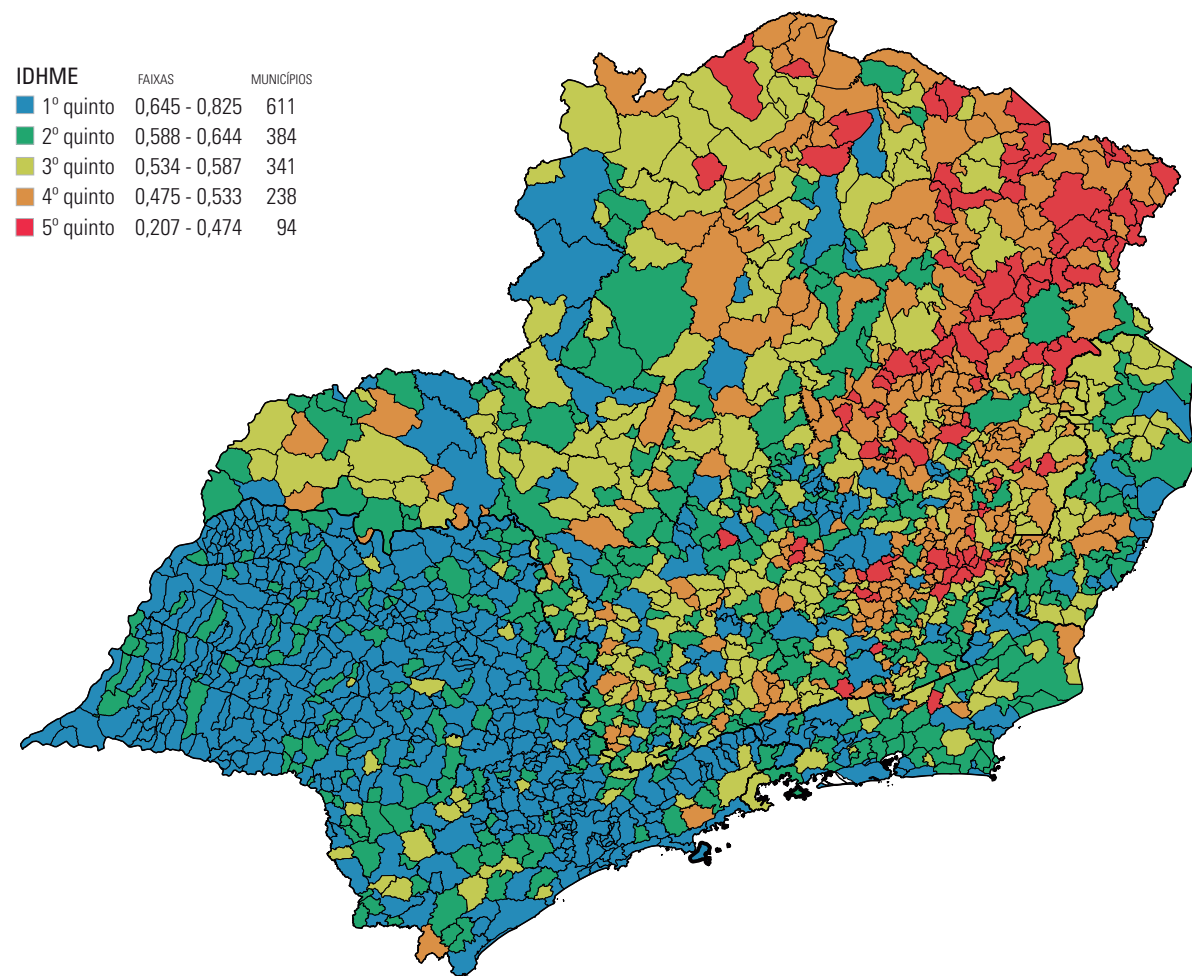 IDHME FAIXAS MUNICÍPIOS
1º quinto 0,645 - 0,825 611
2º quinto 0,588 - 0,644 384
3º quinto 0,534 - 0,587 341
4º quinto 0,475 - 0,533 238
5º quinto 0,207 - 0,474 94